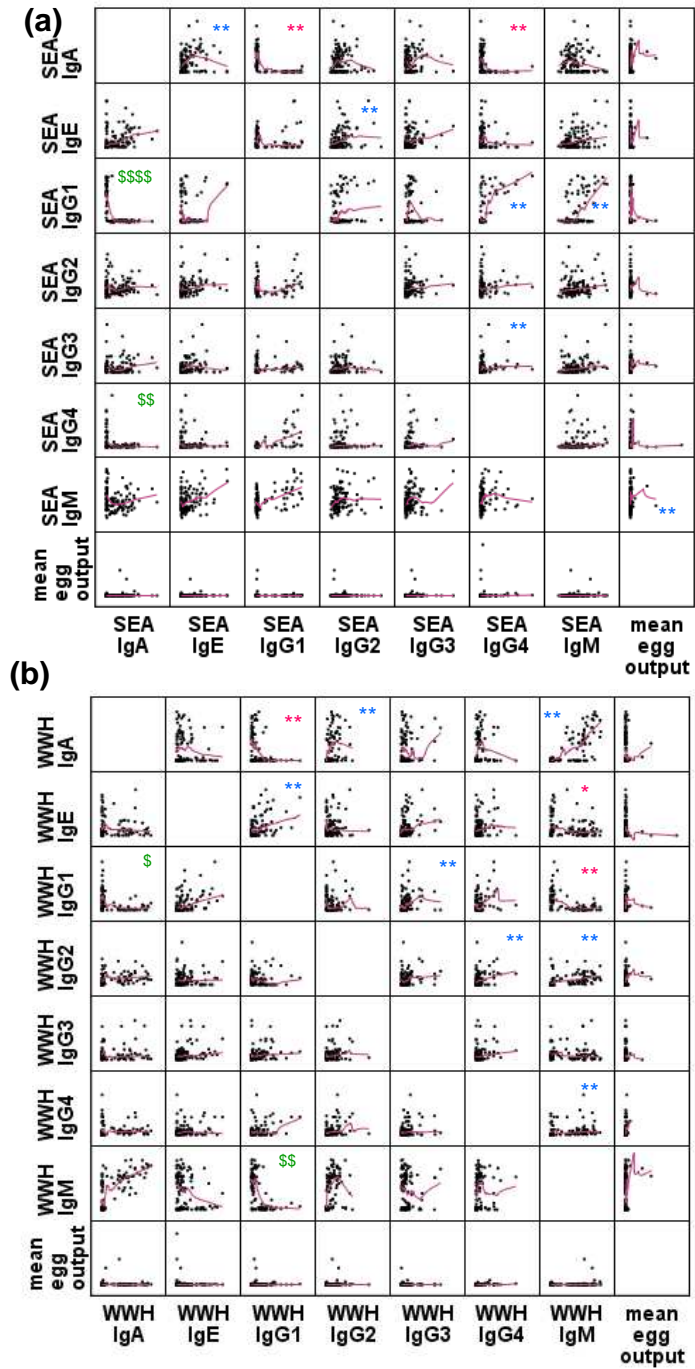 (a)
SEA IgA
** ** **
SEA IgE
**
SEA IgG1
$$$$ ** **
SEA IgG2
SEA IgG3
**
SEA IgG4
$$
SEA IgM
**
mean egg output
SEA SEA SEA SEA SEA SEA SEA mean
IgA IgE IgG1 IgG2 IgG3 IgG4 IgM egg
output
(b)
WWH IgA
** ** **
WWH IgE
** *
WWH IgG1
$ ** **
WWH IgG2
** **
WWH IgG3
WWH IgG4
**
WWH IgM
$$
mean egg output
WWH WWH WWH WWH WWH WWH WWH mean
IgA IgE IgG1 IgG2 IgG3 IgG4 IgM egg
output